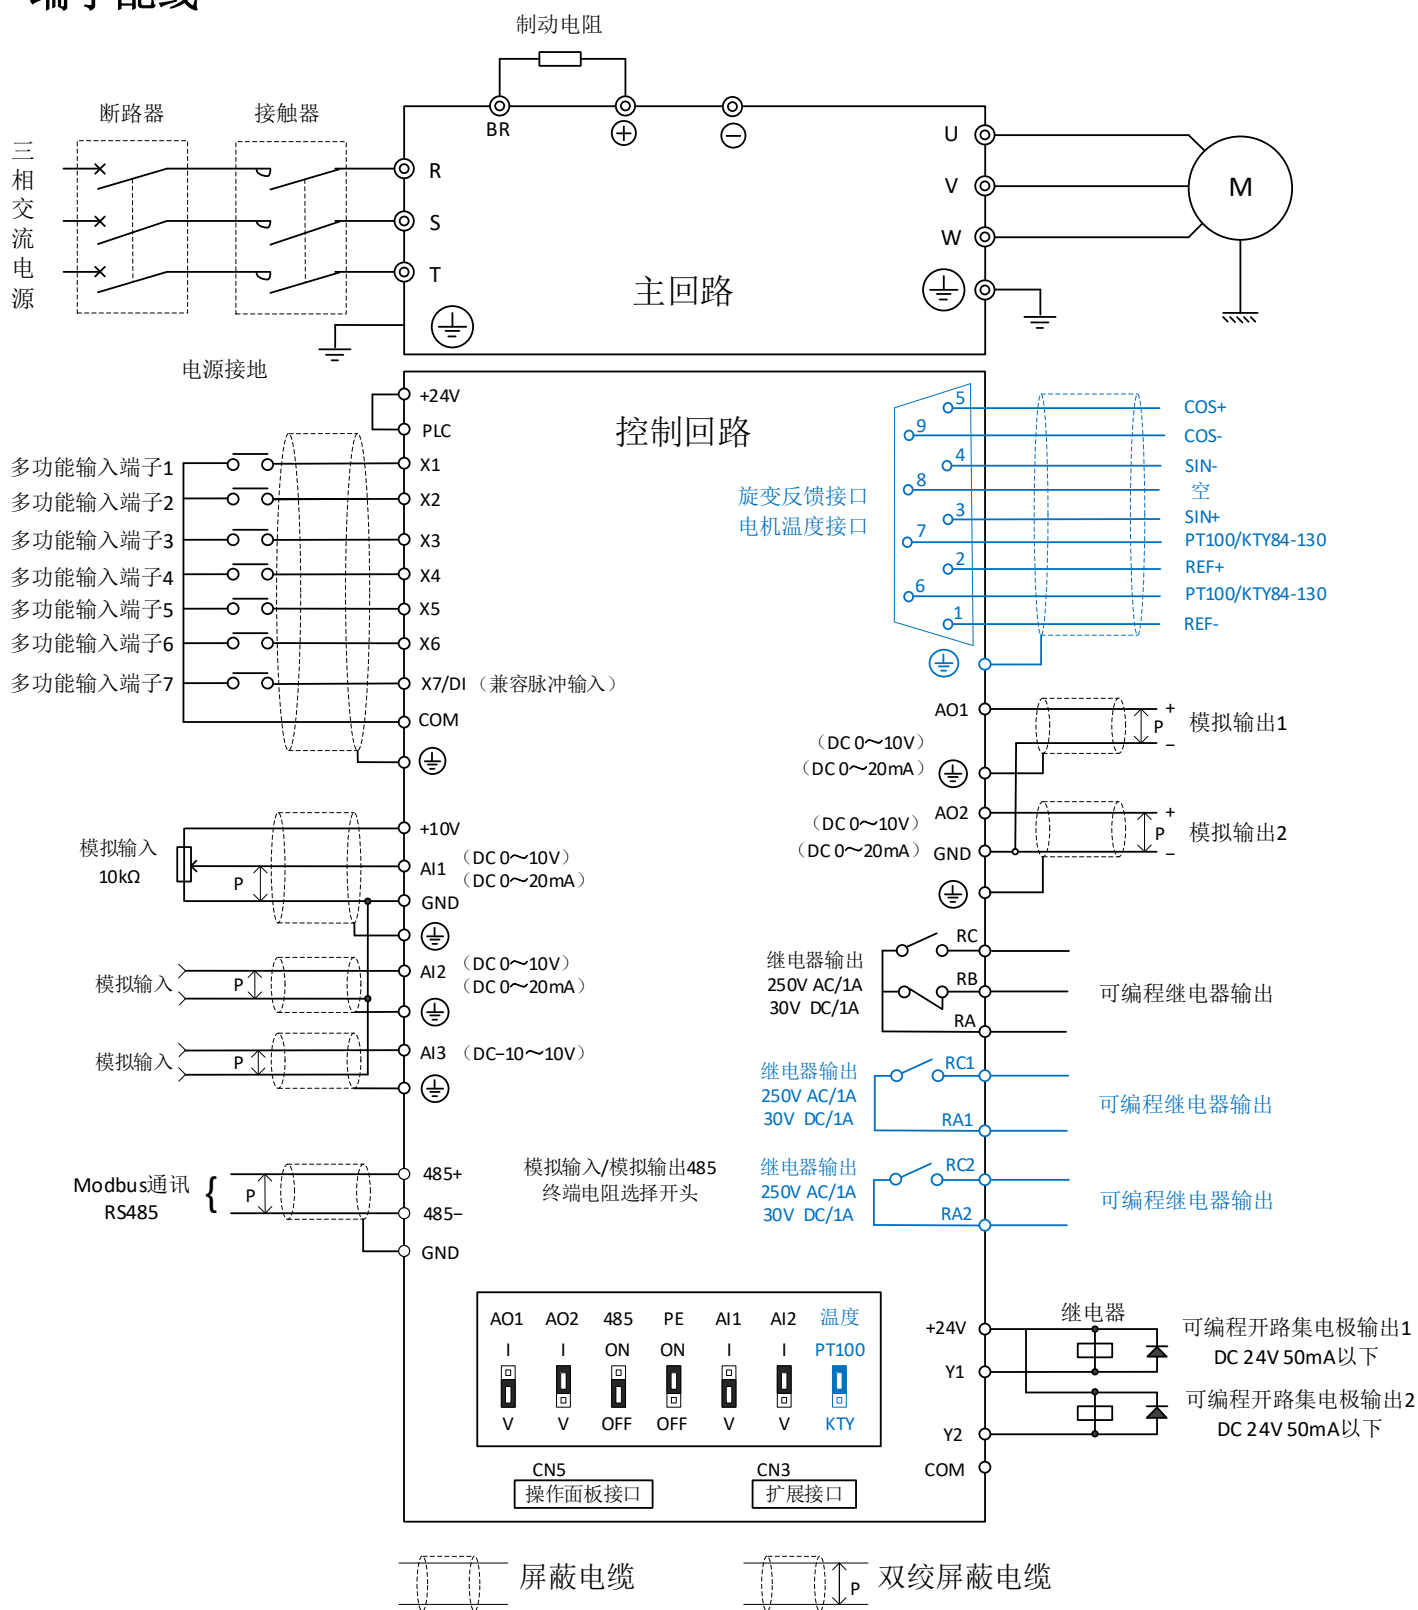 端子配线
制动电阻
断路器
接触器
三相交流电源
BR
R
S
T
U
V
W
M
主回路
电源接地
+24V
PLC
控制回路
多功能输入端子1
X1
多功能输入端子2
X2
多功能输入端子3
X3
多功能输入端子4
X4
多功能输入端子5
X5
多功能输入端子6
X6
多功能输入端子7
X7/DI（兼容脉冲输入）
COM
旋变反馈接口
电机温度接口
5
COS+
9
COS-
4
SIN-
8
空
3
SIN+
7
PT100/KTY84-130
2
REF+
6
PT100/KTY84-130
1
REF-
AO1
（DC 0～10V）
（DC 0～20mA）
+
P
−
模拟输出1
AO2
（DC 0～10V）
（DC 0～20mA）
GND
+
P
−
模拟输出2
模拟输入
10kΩ
P
+10V
AI1
（DC 0～10V）
（DC 0～20mA）
GND
模拟输入
P
AI2
（DC 0～10V）
（DC 0～20mA）
模拟输入
P
AI3
（DC−10～10V）
继电器输出
250V AC/1A
30V DC/1A
RC
RB
RA
可编程继电器输出
继电器输出
250V AC/1A
30V DC/1A
RC1
RA1
可编程继电器输出
继电器输出
250V AC/1A
30V DC/1A
RC2
RA2
可编程继电器输出
Modbus通讯
RS485
{
P
485+
485−
GND
模拟输入/模拟输出485
终端电阻选择开头
AO1 AO2 485 PE AI1 AI2 温度
I I ON ON I I PT100
V V OFF OFF V V KTY
CN5
操作面板接口
CN3
扩展接口
+24V
Y1
Y2
COM
继电器
可编程开路集电极输出1
DC 24V 50mA以下
可编程开路集电极输出2
DC 24V 50mA以下
屏蔽电缆
P
双绞屏蔽电缆